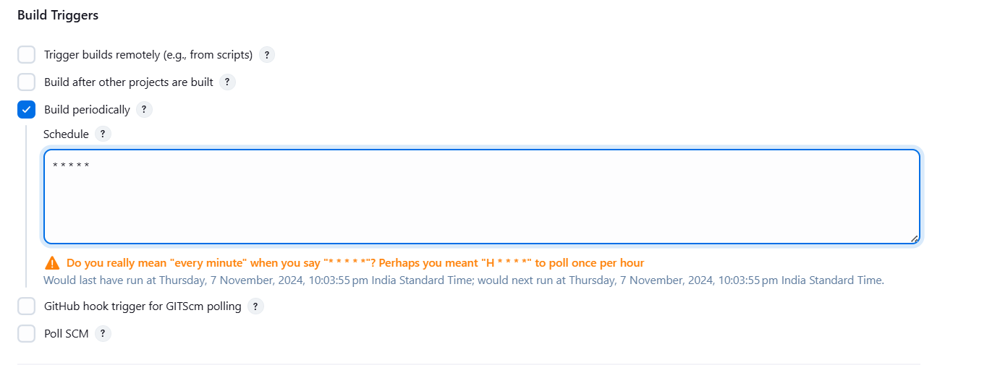 Build Triggers
Trigger builds remotely (e.g., from scripts) ?
Build after other projects are built ?
Build periodically ?
Schedule ?
* * * * *
Do you really mean "every minute" when you say "* * * * *"? Perhaps you meant "H * * * *" to poll once per hour
Would last have run at Thursday, 7 November, 2024, 10:03:55 pm India Standard Time; would next run at Thursday, 7 November, 2024, 10:03:55 pm India Standard Time.
GitHub hook trigger for GITScm polling ?
Poll SCM ?